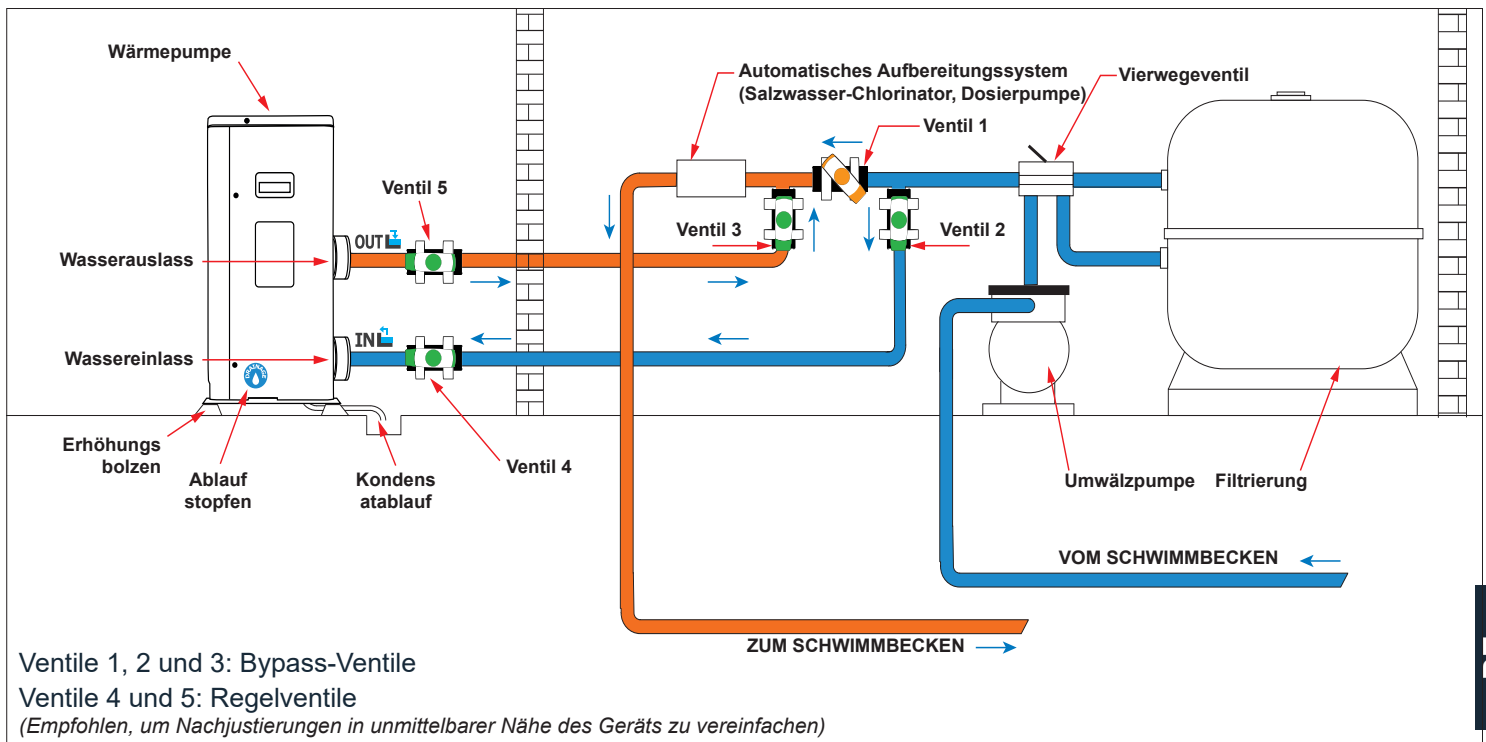 Wärmepumpe
Automatisches Aufbereitungssystem
(Salzwasser-Chlorinator, Dosierpumpe)
Vierwegeventil
Ventil 1
Ventil 5
Ventil 3
Ventil 2
OUT
Wasserauslass
IN
Wassereinlass
DRAINAGE
Erhöhungs
bolzen
Ablauf
stopfen
Kondens
atablauf
Ventil 4
Umwälzpumpe
Filtrierung
VOM SCHWIMMBECKEN
ZUM SCHWIMMBECKEN
Ventile 1, 2 und 3: Bypass-Ventile
Ventile 4 und 5: Regelventile
(Empfohlen, um Nachjustierungen in unmittelbarer Nähe des Geräts zu vereinfachen)